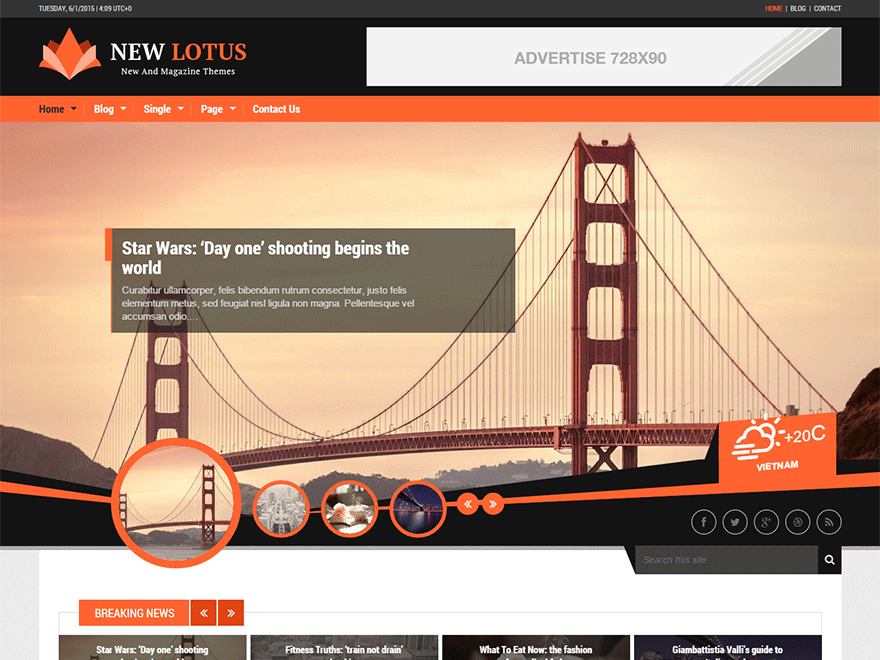 TUESDAY, 6/1/2015 | 4:09 UTC+0
HOME | BLOG | CONTACT
NEW LOTUS
New And Magazine Themes
ADVERTISE 728X90
Home
Blog
Single
Page
Contact Us
Star Wars: ‘Day one’ shooting begins the
world
Curabitur ullamcorper, felis bibendum rutrum consectetur, justo felis
elementum metus, sed feugiat nisl ligula non magna. Pellentesque vel
accumsan odio....
+20C
VIETNAM
Search this site
BREAKING NEWS
Star Wars: ‘Day one’ shooting
Fitness Truths: ‘train not drain’
What To Eat Now: the fashion
Giambattistia Valli’s guide to